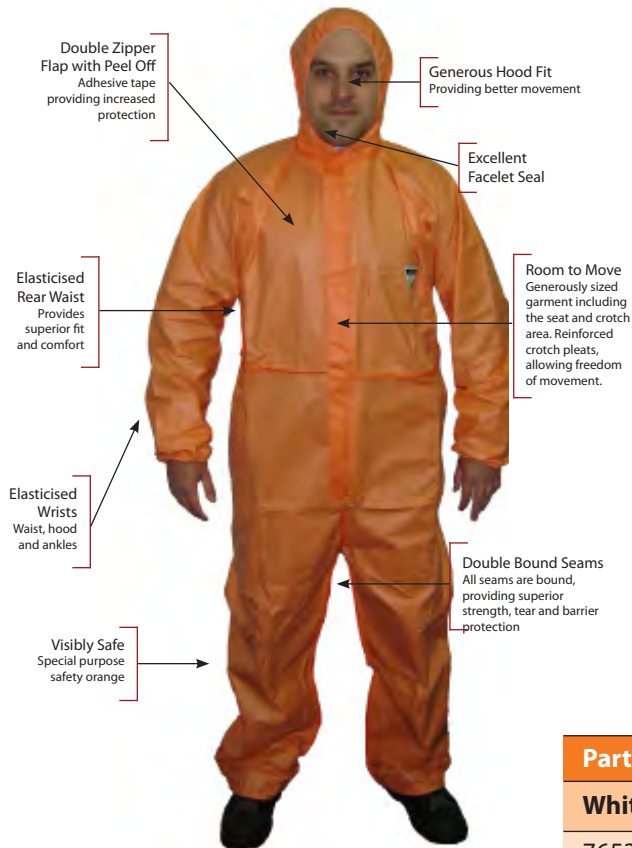 Double Zipper
Flap with Peel Off
Adhesive tape
providing increased
protection
Generous Hood Fit
Providing better movement
Excellent
Facelet Seal
Elasticised
Rear Waist
Provides
superior fit
and comfort
Room to Move
Generously sized
garment including
the seat and crotch
area. Reinforced
crotch pleats,
allowing freedom
of movement.
Elasticised
Wrists
Waist, hood
and ankles
Double Bound Seams
All seams are bound,
providing superior
strength, tear and barrier
protection
Visibly Safe
Special purpose
safety orange
Part